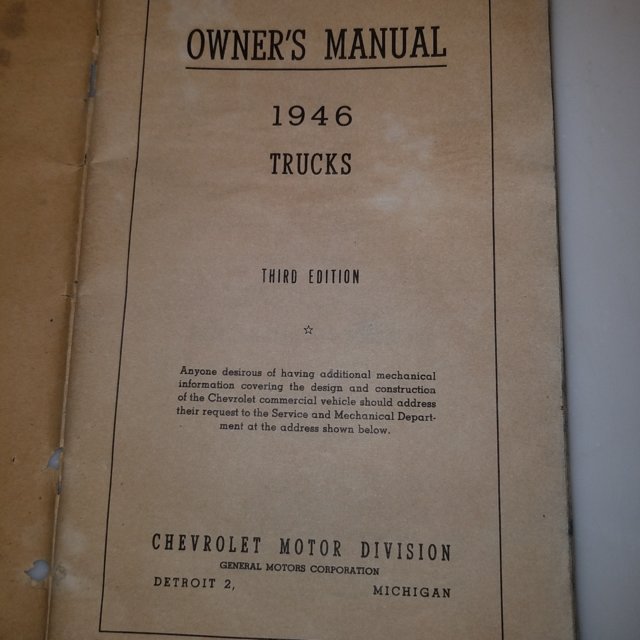 OWNER'S MANUAL
1946
TRUCKS
THIRD EDITION
Anyone desirous of having additional mechanical
information covering the design and construction
of the Chevrolet commercial vehicle should address
their request to the Service and Mechanical Depart-
ment at the address shown below.
CHEVROLET MOTOR DIVISION
GENERAL MOTORS CORPORATION
DETROIT 2, MICHIGAN